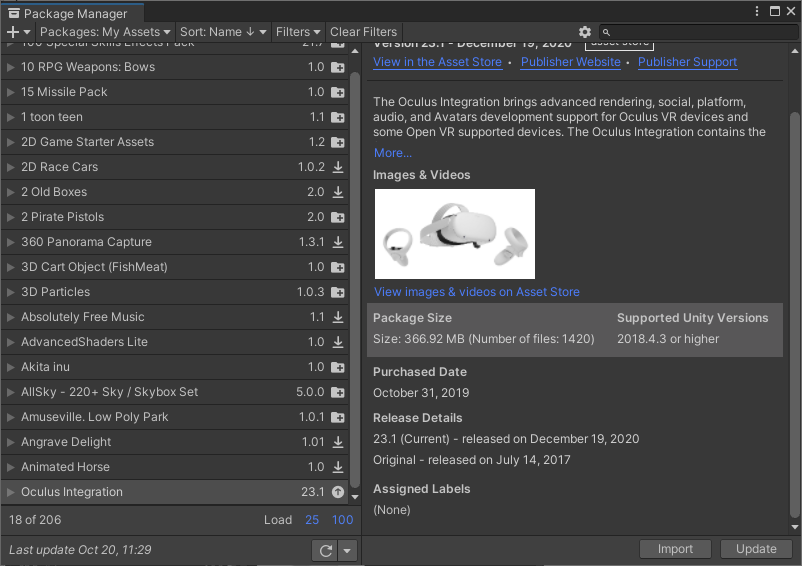 Package Manager
Packages: My Assets
Sort: Name ↓
Filters
Clear Filters
100 Special Skills Effects Pack 21.7
10 RPG Weapons: Bows 1.0
15 Missile Pack 1.0
1 toon teen 1.1
2D Game Starter Assets 1.2
2D Race Cars 1.0.2
2 Old Boxes 2.0
2 Pirate Pistols 2.0
360 Panorama Capture 1.3.1
3D Cart Object (FishMeat) 1.0
3D Particles 1.0.3
Absolutely Free Music 1.1
AdvancedShaders Lite 1.0
Akita inu 1.0
AllSky - 220+ Sky / Skybox Set 5.0.0
Amuseville. Low Poly Park 1.0.1
Angrave Delight 1.01
Animated Horse 1.0
Oculus Integration 23.1
18 of 206
Load 25 100
Last update Oct 20, 11:29
Version 23.1 - December 19, 2020 asset store
View in the Asset Store • Publisher Website • Publisher Support
The Oculus Integration brings advanced rendering, social, platform,
audio, and Avatars development support for Oculus VR devices and
some Open VR supported devices. The Oculus Integration contains the
More...
Images & Videos
View images & videos on Asset Store
Package Size
Size: 366.92 MB (Number of files: 1420)
Supported Unity Versions
2018.4.3 or higher
Purchased Date
October 31, 2019
Release Details
23.1 (Current) - released on December 19, 2020
Original - released on July 14, 2017
Assigned Labels
(None)
Import
Update